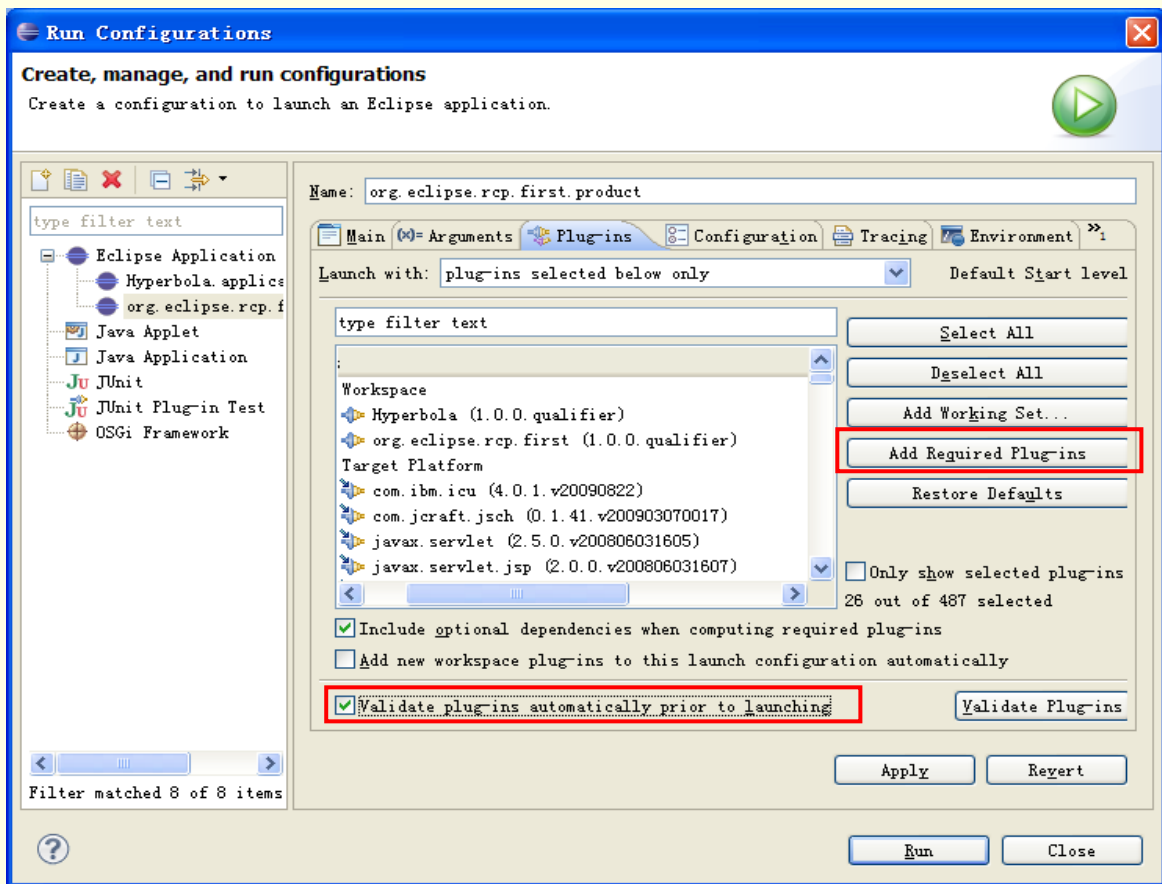 Run Configurations
Create, manage, and run configurations
Create a configuration to launch an Eclipse application.
type filter text
Eclipse Application
Hyperbola.applica
org.eclipse.rcp.f
Java Applet
Java Application
JUnit
JUnit Plug-in Test
OSGi Framework
Filter matched 8 of 8 items
Name: org.eclipse.rcp.first.product
Main (x)= Arguments Plug-ins Configuration Tracing Environment »1
Launch with: plug-ins selected below only Default Start level
type filter text
Workspace
Hyperbola (1.0.0.qualifier)
org.eclipse.rcp.first (1.0.0.qualifier)
Target Platform
com.ibm.icu (4.0.1.v20090822)
com.jcraft.jsch (0.1.41.v200903070017)
javax.servlet (2.5.0.v200806031605)
javax.servlet.jsp (2.0.0.v200806031607)
Select All
Deselect All
Add Working Set...
Add Required Plug-ins
Restore Defaults
Only show selected plug-ins
26 out of 487 selected
Include optional dependencies when computing required plug-ins
Add new workspace plug-ins to this launch configuration automatically
Validate plug-ins automatically prior to launching
Validate Plug-ins
Apply
Revert
Run
Close